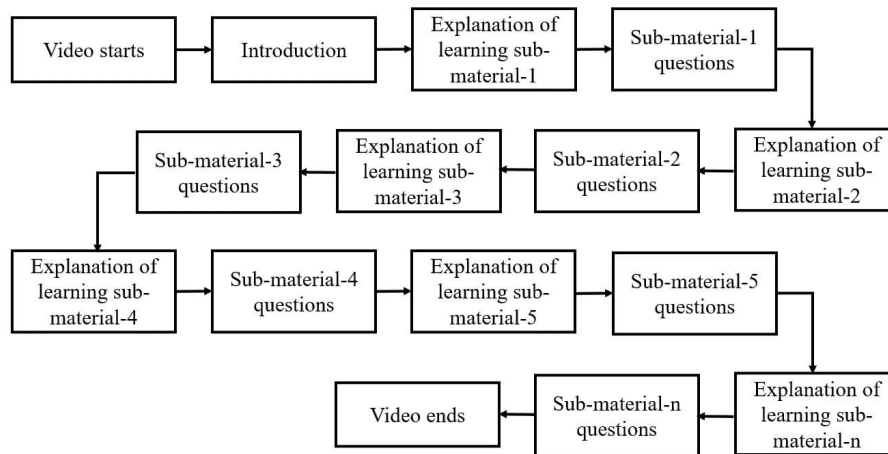 Video starts
Introduction
Explanation of
learning sub-
material-1
Sub-material-1
questions
Explanation of
learning sub-
material-2
Sub-material-2
questions
Explanation of
learning sub-
material-3
Sub-material-3
questions
Explanation of
learning sub-
material-4
Sub-material-4
questions
Explanation of
learning sub-
material-5
Sub-material-5
questions
Explanation of
learning sub-
material-n
Sub-material-n
questions
Video ends